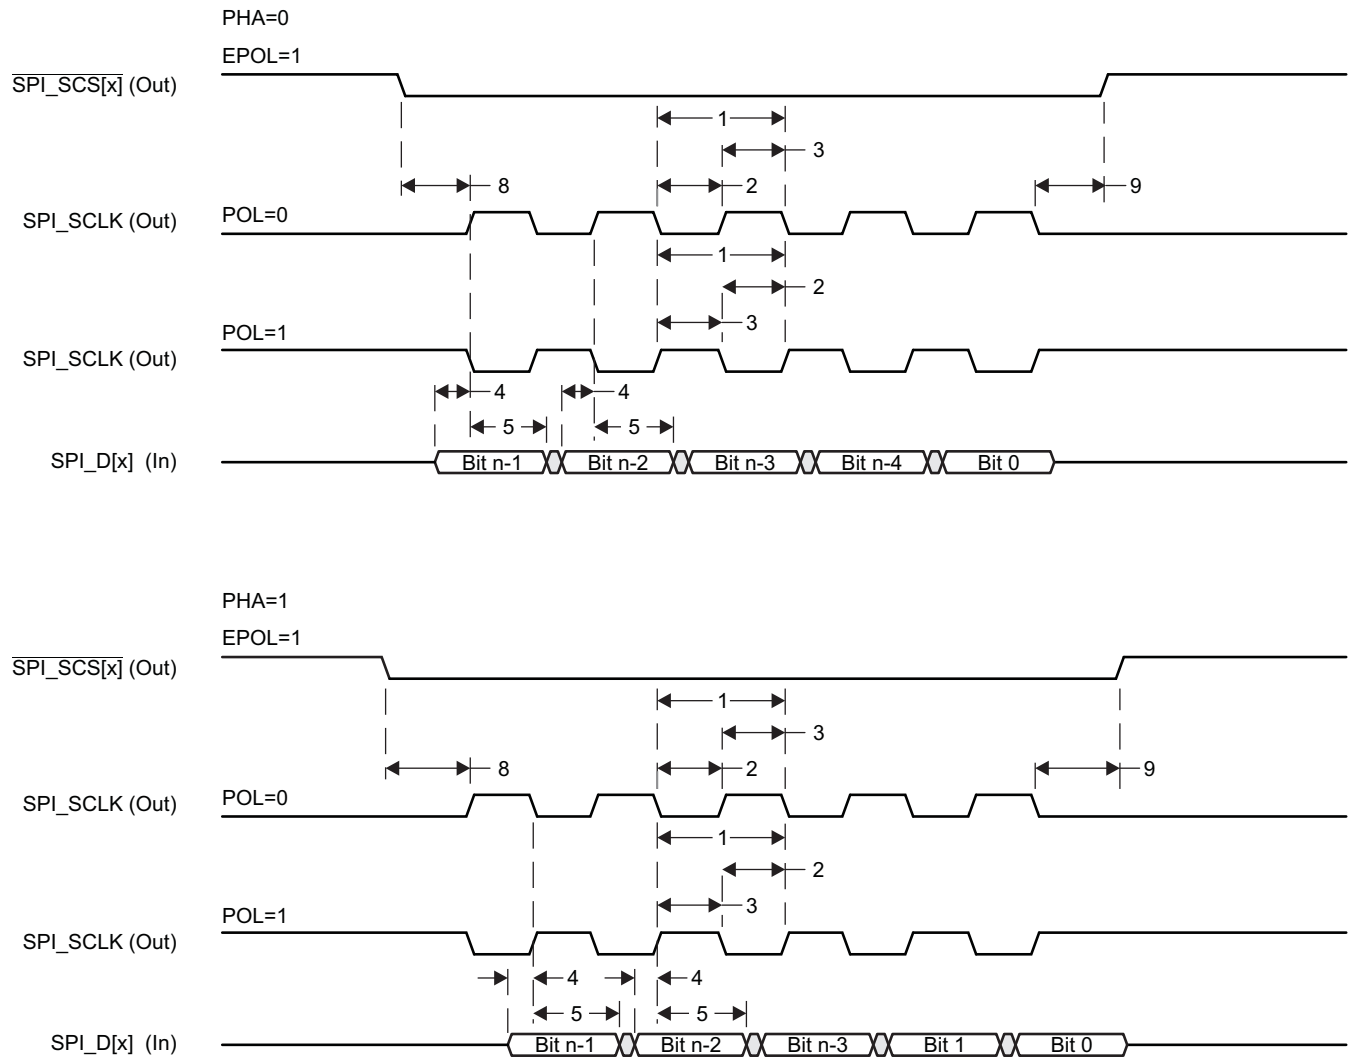 PHA=0
EPOL=1
SPI_SCS[x] (Out)
1
3
8
2
9
SPI_SCLK (Out)
POL=0
1
2
3
POL=1
SPI_SCLK (Out)
4
4
5
5
SPI_D[x] (In)
Bit n-1
Bit n-2
Bit n-3
Bit n-4
Bit 0
PHA=1
EPOL=1
SPI_SCS[x] (Out)
1
3
8
2
9
SPI_SCLK (Out)
POL=0
1
2
3
POL=1
SPI_SCLK (Out)
4
4
5
5
SPI_D[x] (In)
Bit n-1
Bit n-2
Bit n-3
Bit 1
Bit 0